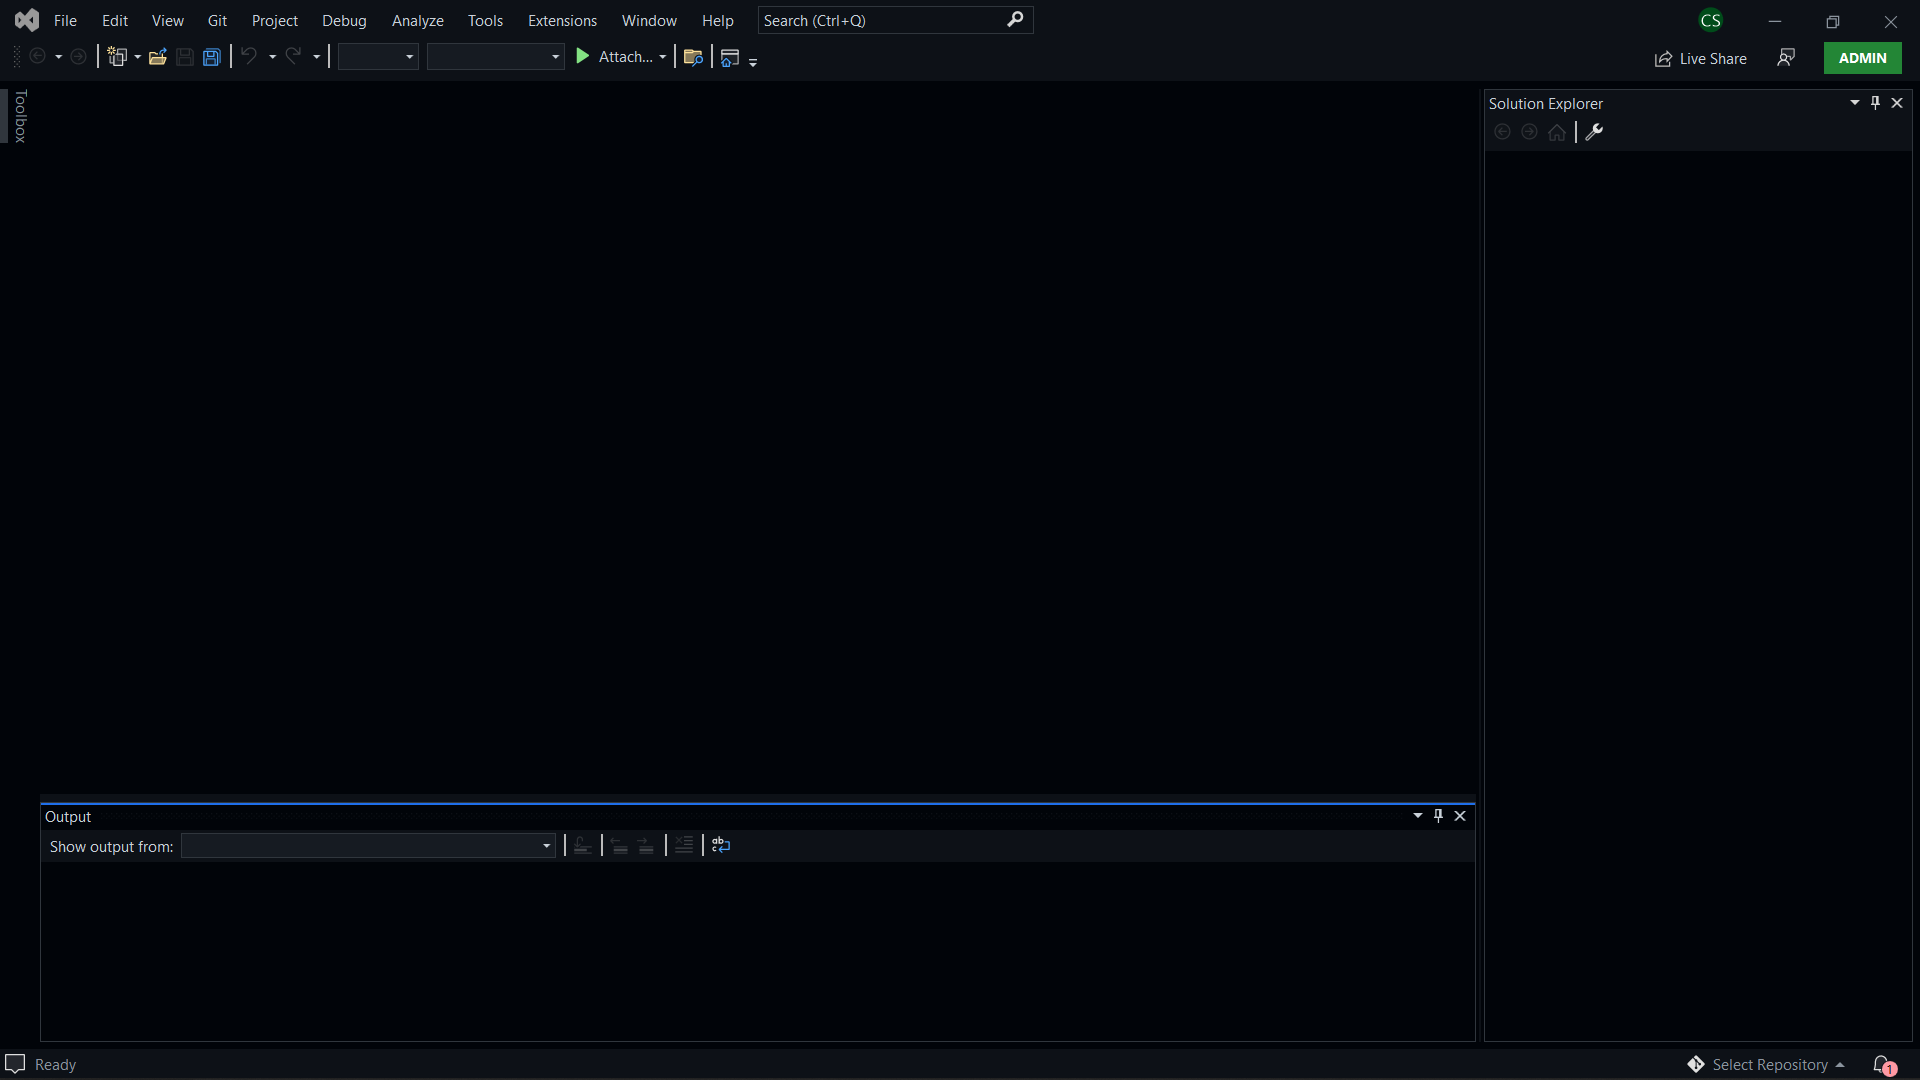 File Edit View Git Project Debug Analyze Tools Extensions Window Help Search (Ctrl+Q) CS
Attach... Live Share ADMIN
Toolbox
Solution Explorer
Output
Show output from:
Ready Select Repository 1